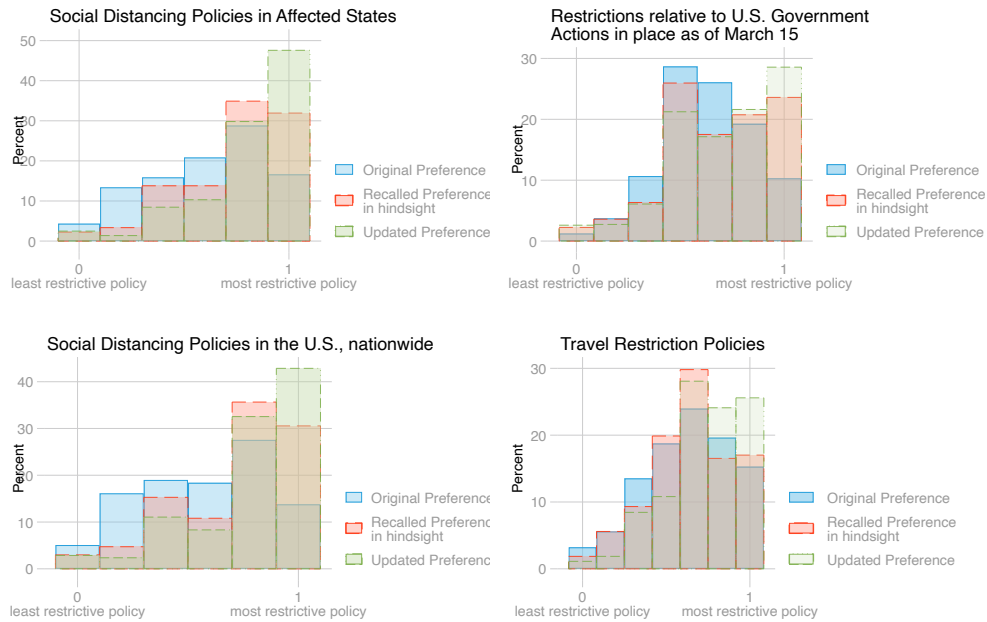 Social Distancing Policies in Affected States
50
40
30
20
10
0
Percent
0
1
least restrictive policy
most restrictive policy
Original Preference
Recalled Preference
in hindsight
Updated Preference
Restrictions relative to U.S. Government
Actions in place as of March 15
30
20
10
0
Percent
0
1
least restrictive policy
most restrictive policy
Original Preference
Recalled Preference
in hindsight
Updated Preference
Social Distancing Policies in the U.S., nationwide
40
30
20
10
0
Percent
0
1
least restrictive policy
most restrictive policy
Original Preference
Recalled Preference
in hindsight
Updated Preference
Travel Restriction Policies
30
20
10
0
Percent
0
1
least restrictive policy
most restrictive policy
Original Preference
Recalled Preference
in hindsight
Updated Preference